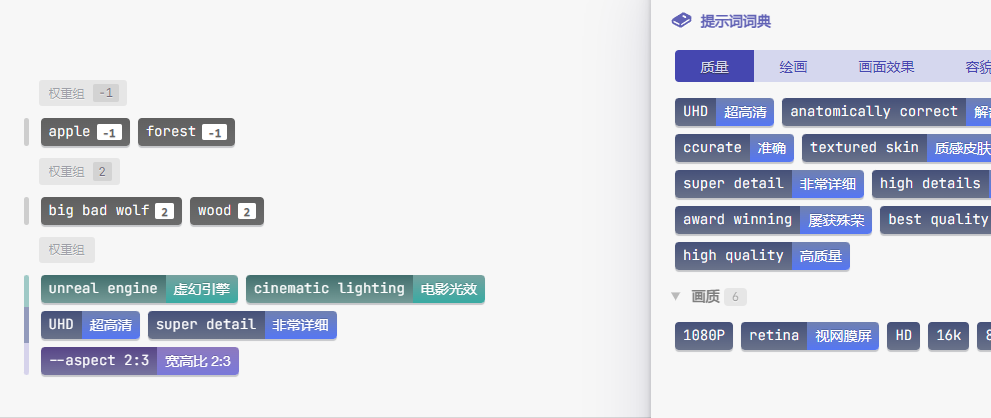 权重组 -1
apple -1 forest -1
权重组 2
big bad wolf 2 wood 2
权重组
unreal engine 虚幻引擎 cinematic lighting 电影光效
UHD 超高清 super detail 非常详细
--aspect 2:3 宽高比 2:3
提示词词典
质量 绘画 画面效果 容貌
UHD 超高清 anatomically correct 解剖
ccurate 准确 textured skin 质感皮肤
super detail 非常详细 high details
award winning 屡获殊荣 best quality
high quality 高质量
画质 6
1080P retina 视网膜屏 HD 16k